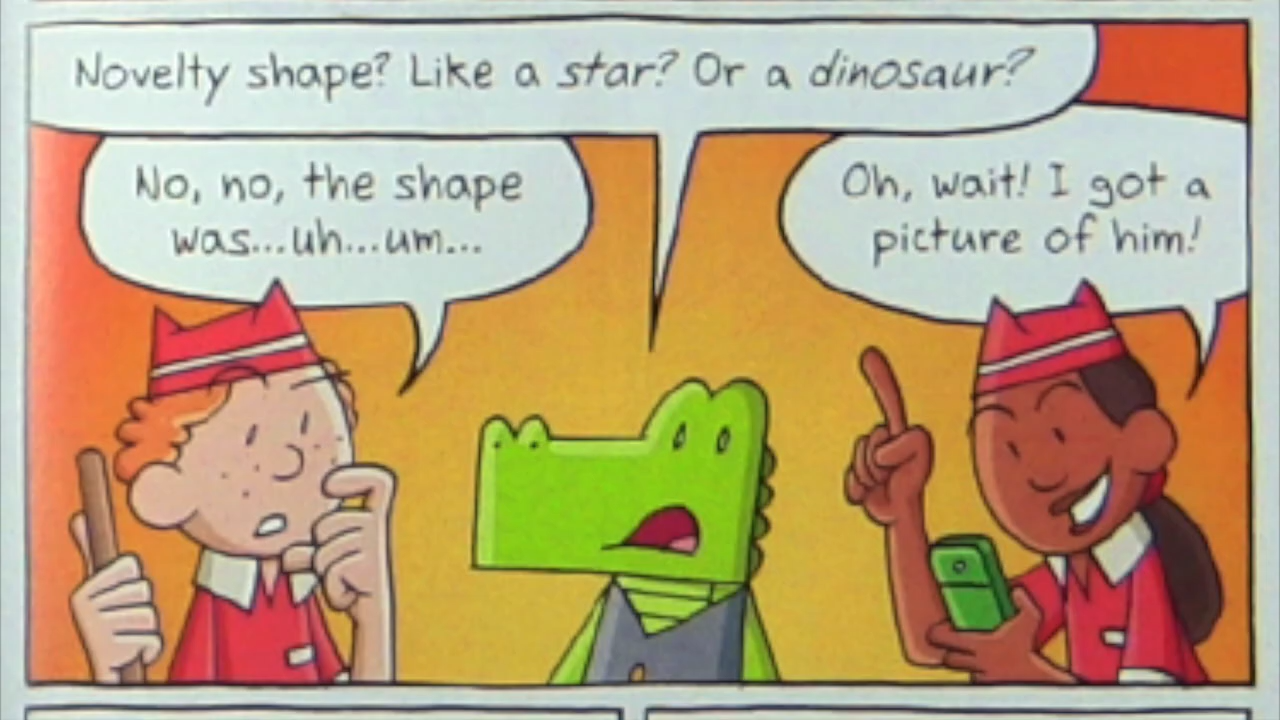 Novelty shape? Like a star? Or a dinosaur?
No, no, the shape
was...uh...um...
Oh, wait! I got a
picture of him!